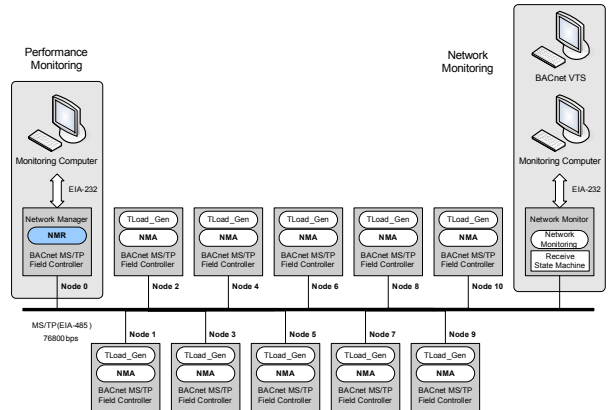 Performance
Monitoring
Monitoring Computer
EIA-232
Network Manager
NMR
BACnet MS/TP
Field Controller
Node 0
TLoad_Gen
NMA
BACnet MS/TP
Field Controller
Node 2
TLoad_Gen
NMA
BACnet MS/TP
Field Controller
Node 4
TLoad_Gen
NMA
BACnet MS/TP
Field Controller
Node 6
TLoad_Gen
NMA
BACnet MS/TP
Field Controller
Node 8
TLoad_Gen
NMA
BACnet MS/TP
Field Controller
Node 10
Network
Monitoring
BACnet VTS
Monitoring Computer
EIA-232
Network Monitor
Network
Monitoring
Receive
State Machine
MS/TP(EIA-485)
76800bps
Node 1
TLoad_Gen
NMA
BACnet MS/TP
Field Controller
Node 3
TLoad_Gen
NMA
BACnet MS/TP
Field Controller
Node 5
TLoad_Gen
NMA
BACnet MS/TP
Field Controller
Node 7
TLoad_Gen
NMA
BACnet MS/TP
Field Controller
Node 9
TLoad_Gen
NMA
BACnet MS/TP
Field Controller